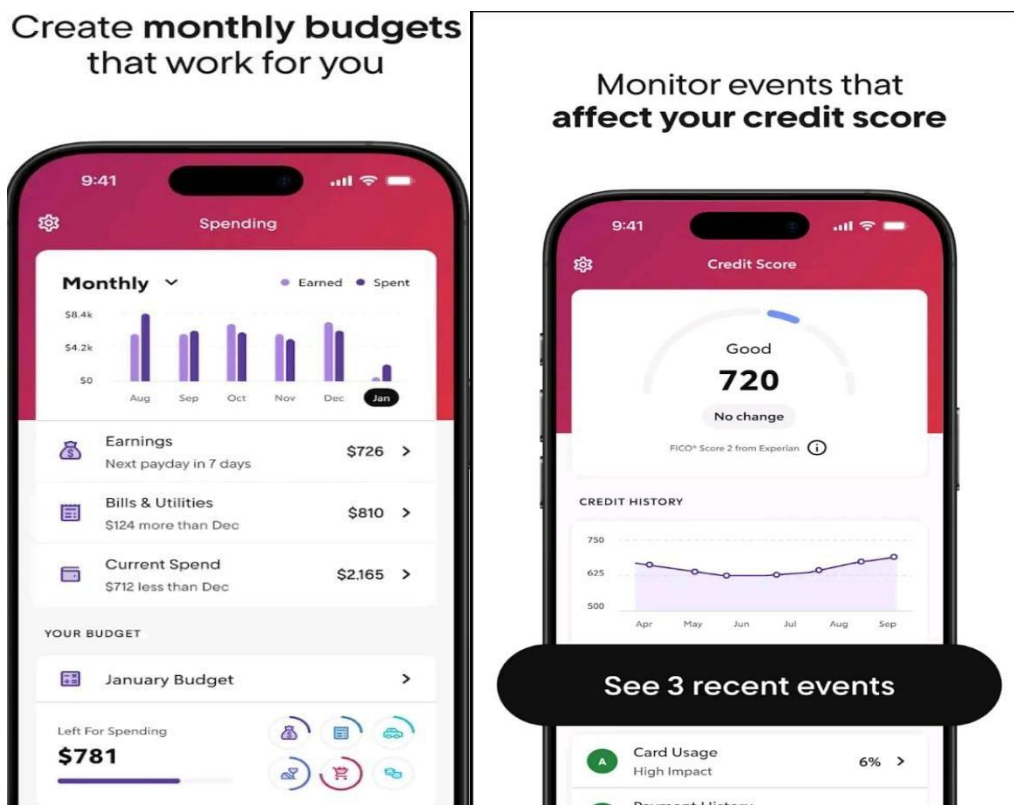 Create monthly budgets
that work for you
9:41
Spending
Monthly
Earned
Spent
$8.4k
$4.2k
$0
Aug Sep Oct Nov Dec Jan
Earnings
$726
Next payday in 7 days
Bills & Utilities
$810
$124 more than Dec
Current Spend
$2.165
$712 less than Dec
YOUR BUDGET
January Budget
Left For Spending
$781
Monitor events that
affect your credit score
9:41
Credit Score
Good
720
No change
FICO® Score 2 from Experian
CREDIT HISTORY
750
625
500
Apr May Jun Jul Aug Sep
See 3 recent events
A
Card Usage
6%
High Impact
Payment History